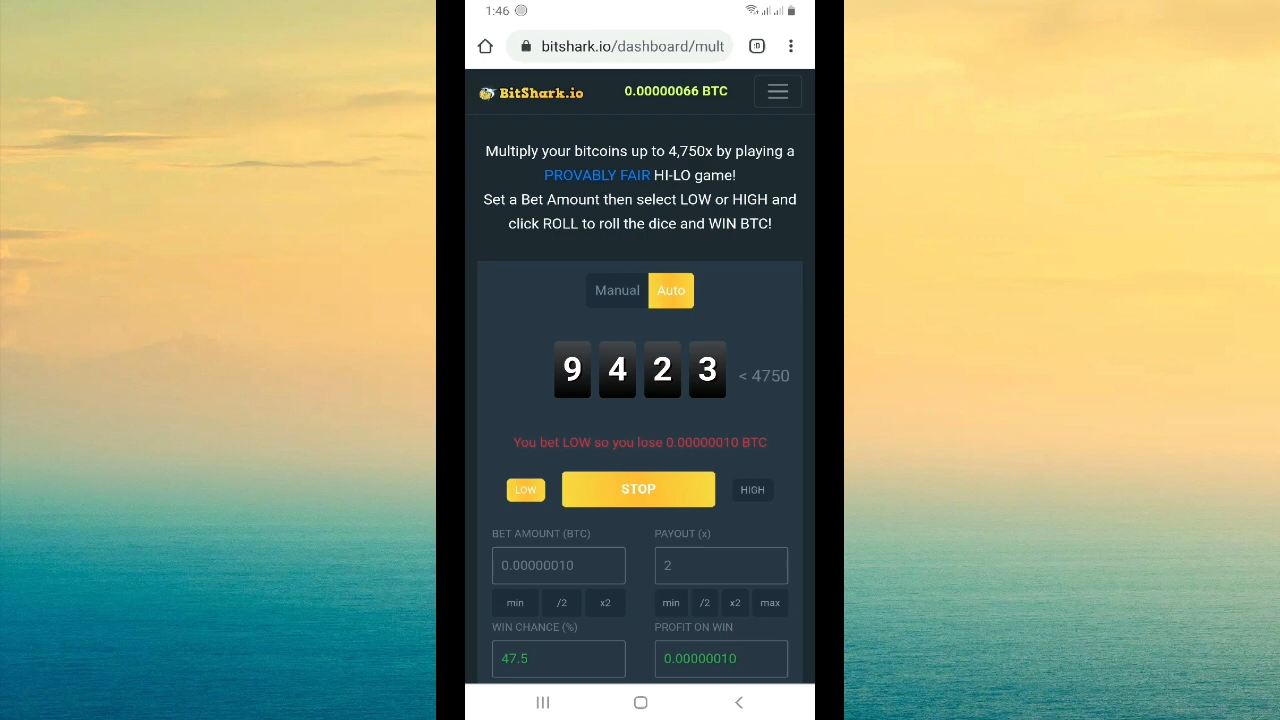 1:46
bitshark.io/dashboard/mult
:D
BitShark.io
0.00000066 BTC
Multiply your bitcoins up to 4,750x by playing a
PROVABLY FAIR HI-LO game!
Set a Bet Amount then select LOW or HIGH and
click ROLL to roll the dice and WIN BTC!
Manual Auto
9 4 2 3 < 4750
You bet LOW so you lose 0.00000010 BTC
LOW STOP HIGH
BET AMOUNT (BTC) PAYOUT (x)
0.00000010 2
min /2 x2 min /2 x2 max
WIN CHANCE (%) PROFIT ON WIN
47.5 0.00000010